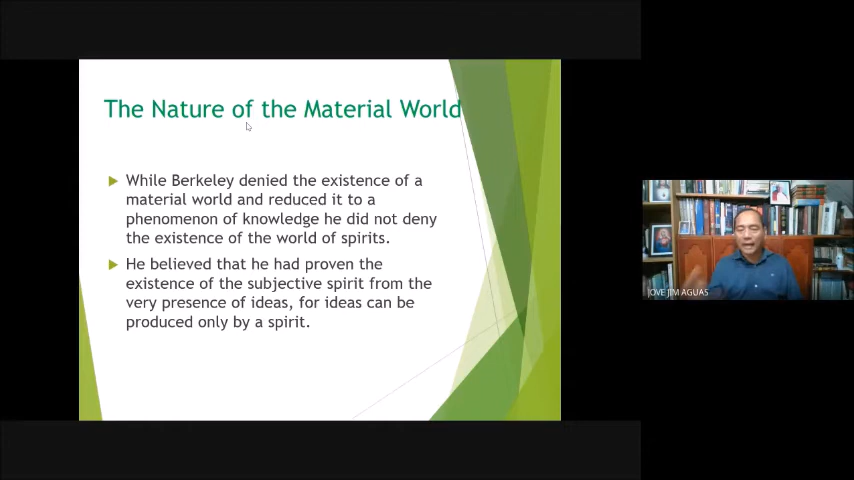 The Nature of the Material World
While Berkeley denied the existence of a
material world and reduced it to a
phenomenon of knowledge he did not deny
the existence of the world of spirits.
He believed that he had proven the
existence of the subjective spirit from the
very presence of ideas, for ideas can be
produced only by a spirit.
JOVE JIM AGUAS